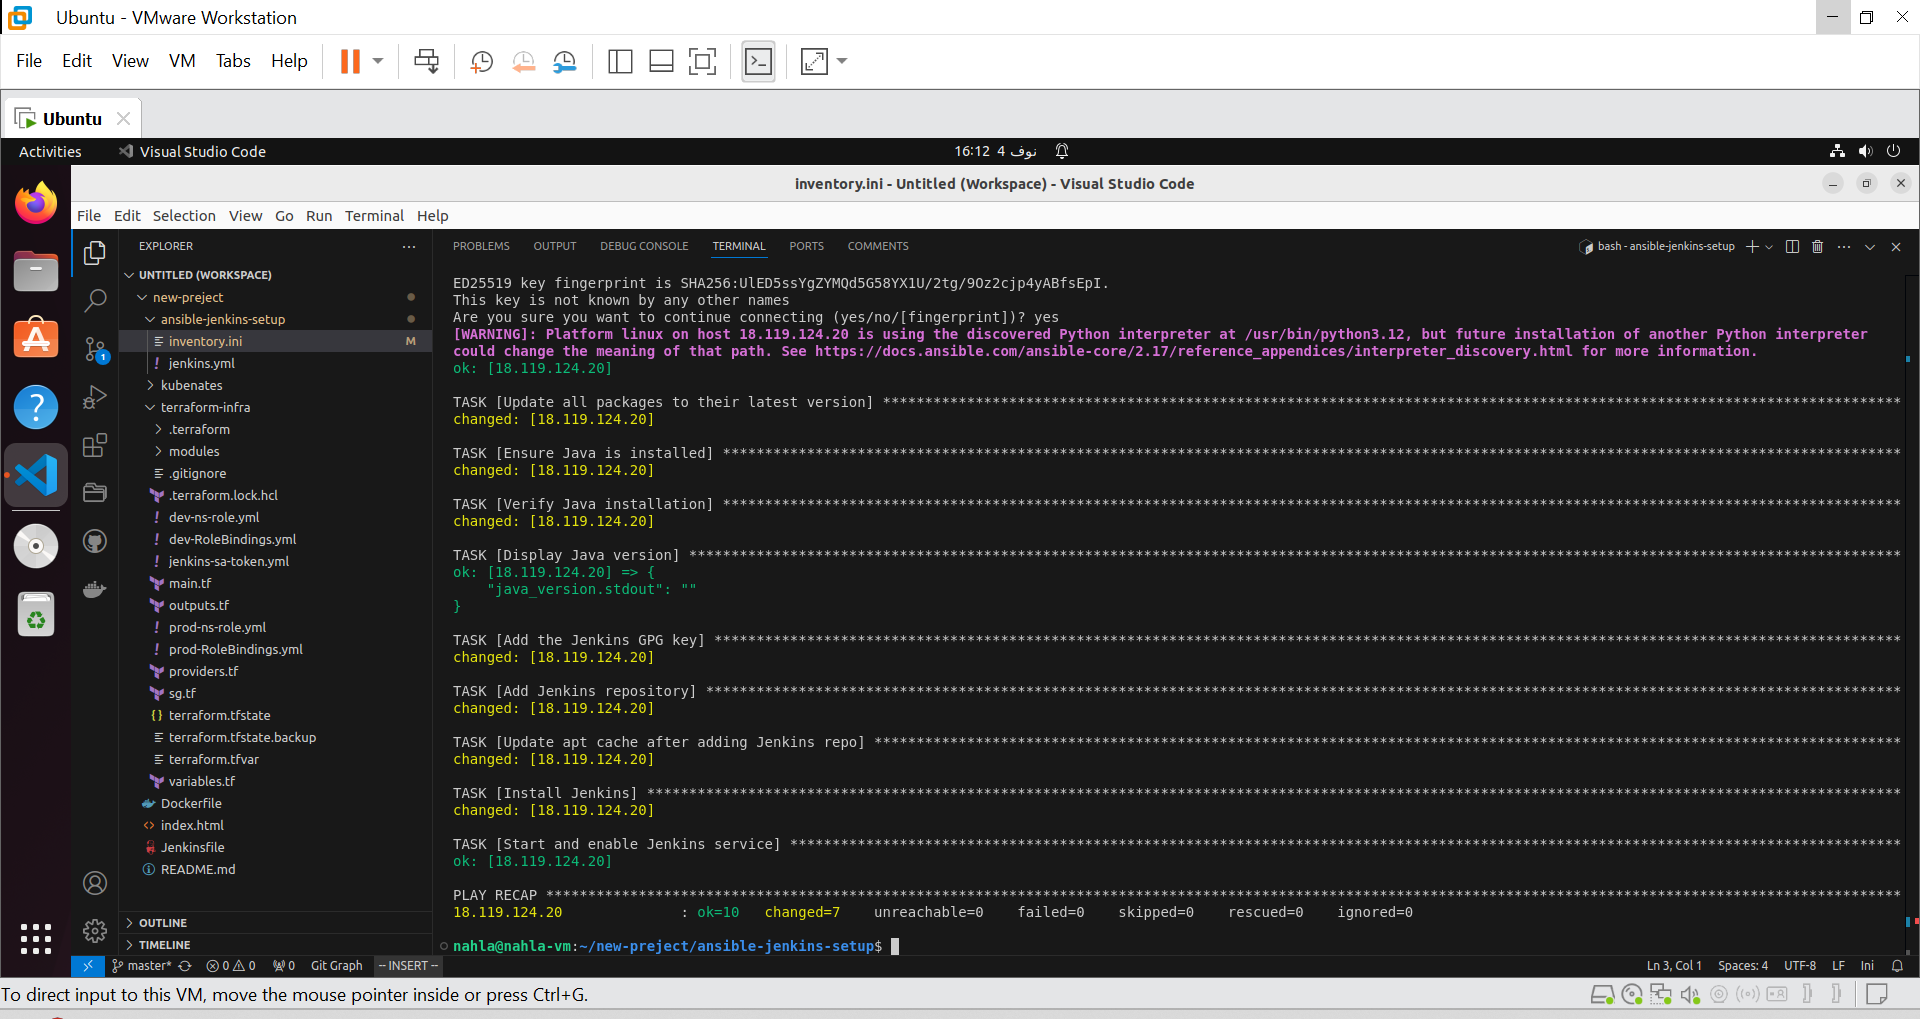 Ubuntu - VMware Workstation
File Edit View VM Tabs Help
Ubuntu
Activities Visual Studio Code 16:12 4 نوف
inventory.ini - Untitled (Workspace) - Visual Studio Code
File Edit Selection View Go Run Terminal Help
EXPLORER
UNTITLED (WORKSPACE)
new-preject
ansible-jenkins-setup
inventory.ini M
jenkins.yml
kubenates
terraform-infra
.terraform
modules
.gitignore
.terraform.lock.hcl
dev-ns-role.yml
dev-RoleBindings.yml
jenkins-sa-token.yml
main.tf
outputs.tf
prod-ns-role.yml
prod-RoleBindings.yml
providers.tf
sg.tf
terraform.tfstate
terraform.tfstate.backup
terraform.tfvar
variables.tf
Dockerfile
index.html
Jenkinsfile
README.md
OUTLINE
TIMELINE
1
PROBLEMS OUTPUT DEBUG CONSOLE TERMINAL PORTS COMMENTS
bash - ansible-jenkins-setup
ED25519 key fingerprint is SHA256:UlED5ssYgZYMQd5G58YX1U/2tg/9Oz2cjp4yABfsEpI.
This key is not known by any other names
Are you sure you want to continue connecting (yes/no/[fingerprint])? yes
[WARNING]: Platform linux on host 18.119.124.20 is using the discovered Python interpreter at /usr/bin/python3.12, but future installation of another Python interpreter
could change the meaning of that path. See https://docs.ansible.com/ansible-core/2.17/reference_appendices/interpreter_discovery.html for more information.
ok: [18.119.124.20]
TASK [Update all packages to their latest version] ****************
changed: [18.119.124.20]
TASK [Ensure Java is installed] ****************
changed: [18.119.124.20]
TASK [Verify Java installation] ****************
changed: [18.119.124.20]
TASK [Display Java version] ****************
ok: [18.119.124.20] => {
"java_version.stdout": ""
}
TASK [Add the Jenkins GPG key] ****************
changed: [18.119.124.20]
TASK [Add Jenkins repository] ****************
changed: [18.119.124.20]
TASK [Update apt cache after adding Jenkins repo] ****************
changed: [18.119.124.20]
TASK [Install Jenkins] ****************
changed: [18.119.124.20]
TASK [Start and enable Jenkins service] ****************
ok: [18.119.124.20]
PLAY RECAP ****************
18.119.124.20 : ok=10 changed=7 unreachable=0 failed=0 skipped=0 rescued=0 ignored=0
nahla@nahla-vm:~/new-preject/ansible-jenkins-setup$
master* 0 0 0 Git Graph -- INSERT -- Ln 3, Col 1 Spaces: 4 UTF-8 LF Ini
To direct input to this VM, move the mouse pointer inside or press Ctrl+G.